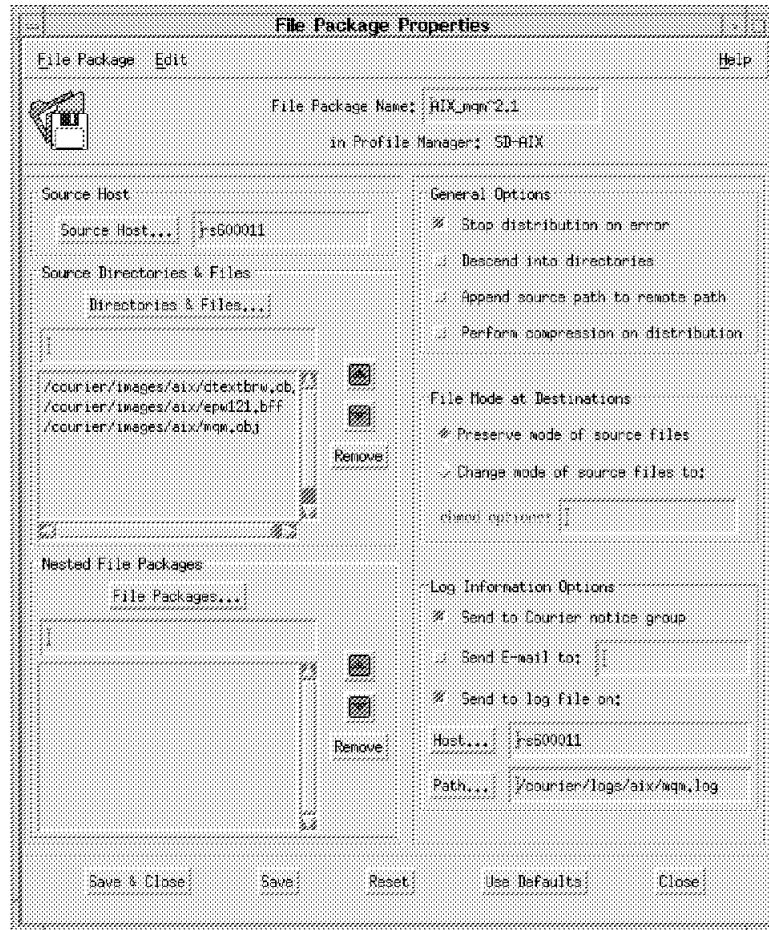 File Package Properties
File Package Edit Help
File Package Name: AIX_mqm^2.1
in Profile Manager: SD-AIX
Source Host
Source Host... rs600011
Source Directories & Files
Directories & Files...
/courier/images/aix/dtextbrw.ob
/courier/images/aix/epw121.bff
/courier/images/aix/mqm.obj
Remove
Nested File Packages
File Packages...
Remove
General Options
Stop distribution on error
Descend into directories
Append source path to remote path
Perform compression on distribution
File Mode at Destinations
Preserve mode of source files
Change mode of source files to:
chmod options:
Log Information Options
Send to Courier notice group
Send E-mail to:
Send to log file on:
Host... rs600011
Path... /courier/logs/aix/mqm.log
Save & Close Save Reset Use Defaults Close